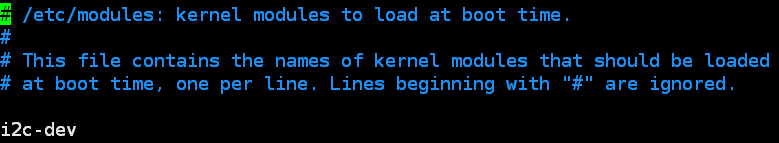 # /etc/modules: kernel modules to load at boot time.
#
# This file contains the names of kernel modules that should be loaded
# at boot time, one per line. Lines beginning with "#" are ignored.
i2c-dev